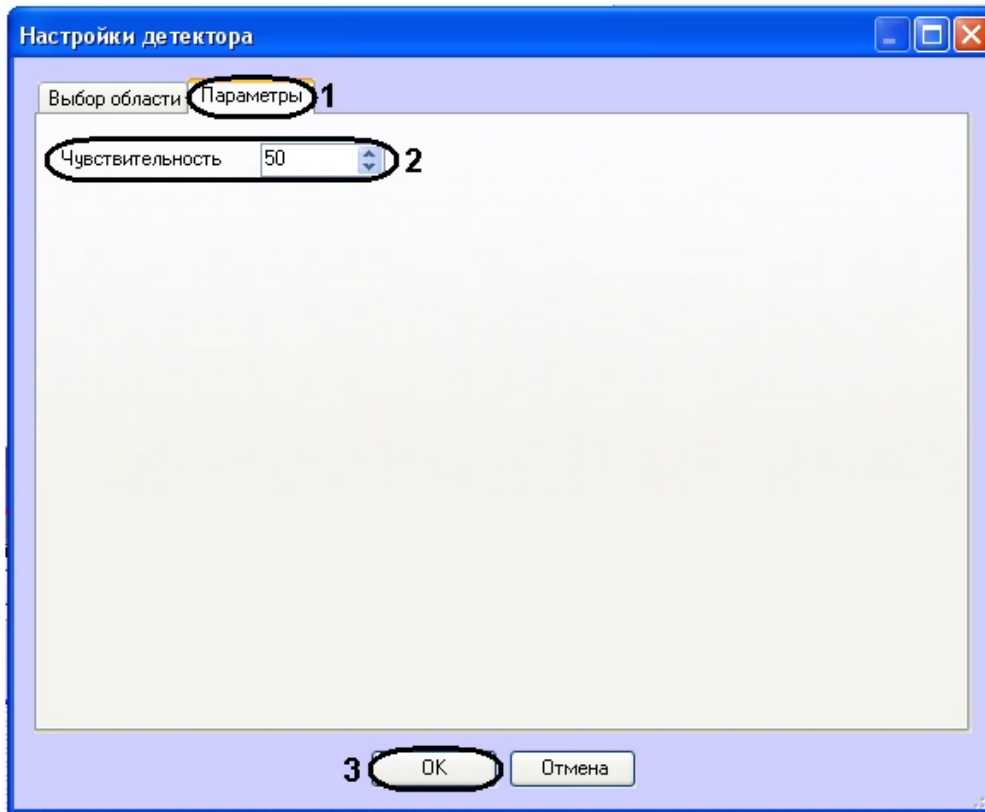 Настройки детектора
Выбор области Параметры 1
Чувствительность 50 2
3 OK Отмена